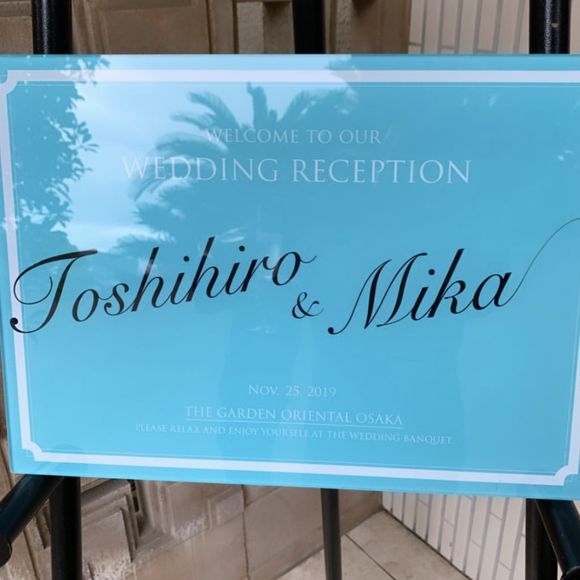 WELCOME TO OUR
WEDDING RECEPTION
Toshihiro
& Mika
NOV. 25, 2019
THE GARDEN ORIENTAL OSAKA
PLEASE RELAX AND ENJOY YOURSELF AT THE WEDDING BANQUET